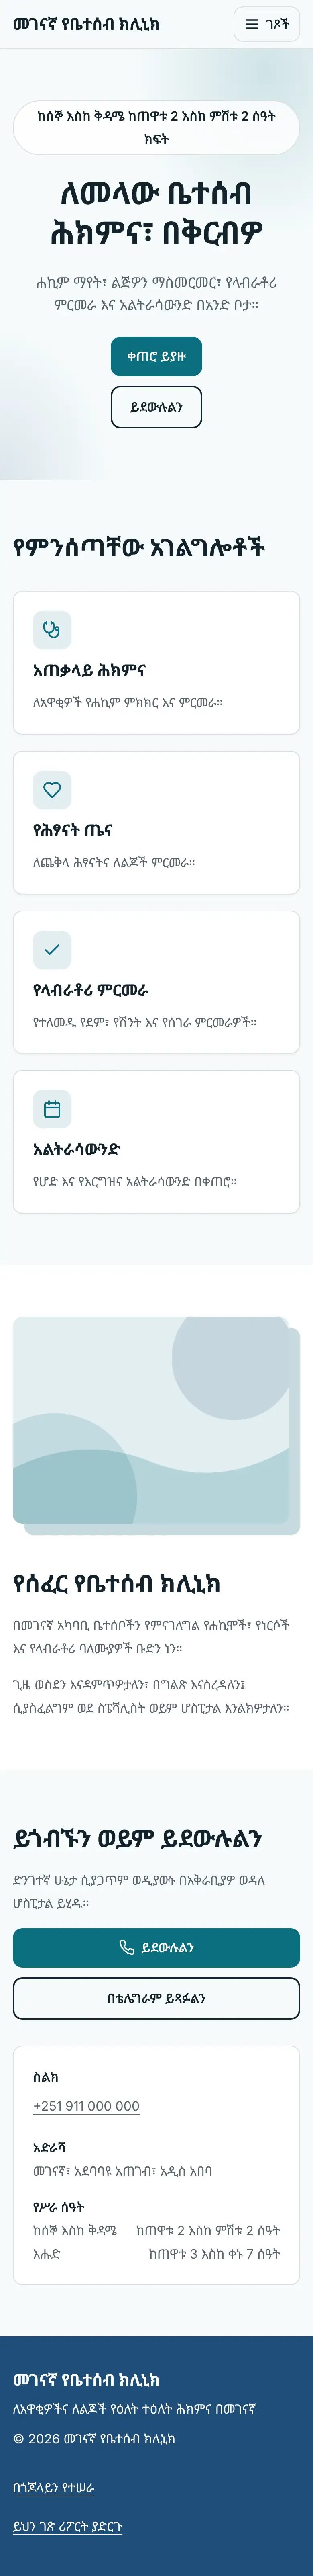 መገናኛ የቤተሰብ ክሊኒክ
ገጾች
ከሰኞ እስከ ቅዳሜ ከጠዋቱ 2 እስከ ምሽቱ 2 ሰዓት
ክፍት
ለመላው ቤተሰብ
ሕክምና፣ በቅርብዎ
ሐኪም ማየት፣ ልጅዎን ማስመርመር፣ የላብራቶሪ
ምርመራ እና አልትራሳውንድ በአንድ ቦታ።
ቀጠሮ ይያዙ
ይደውሉልን
የምንሰጣቸው አገልግሎቶች
አጠቃላይ ሕክምና
ለአዋቂዎች የሐኪም ምክክር እና ምርመራ።
የሕፃናት ጤና
ለጨቅላ ሕፃናትና ለልጆች ምርመራ።
የላብራቶሪ ምርመራ
የተለመዱ የደም፣ የሽንት እና የሰገራ ምርመራዎች።
አልትራሳውንድ
የሆድ እና የእርግዝና አልትራሳውንድ በቀጠሮ።
የሰፈር የቤተሰብ ክሊኒክ
በመገናኛ አካባቢ ቤተሰቦችን የምናገለግል የሐኪሞች፣ የነርሶች
እና የላብራቶሪ ባለሙያዎች ቡድን ነን።
ጊዜ ወስደን እናዳምጥዎታለን፣ በግልጽ እናስረዳለን፤
ሲያስፈልግም ወደ ስፔሻሊስት ወይም ሆስፒታል እንልክዎታለን።
ይጎብኙን ወይም ይደውሉልን
ድንገተኛ ሁኔታ ሲያጋጥም ወዲያውኑ በአቅራቢያዎ ወዳለ
ሆስፒታል ይሂዱ።
ይደውሉልን
በቴሌግራም ይጻፉልን
ስልክ
+251 911 000 000
አድራሻ
መገናኛ፣ አደባባዩ አጠገብ፣ አዲስ አበባ
የሥራ ሰዓት
ከሰኞ እስከ ቅዳሜ ከጠዋቱ 2 እስከ ምሽቱ 2 ሰዓት
እሑድ ከጠዋቱ 3 እስከ ቀኑ 7 ሰዓት
መገናኛ የቤተሰብ ክሊኒክ
ለአዋቂዎችና ለልጆች የዕለት ተዕለት ሕክምና በመገናኛ
© 2026 መገናኛ የቤተሰብ ክሊኒክ
በጎጆላይን የተሠራ
ይህን ገጽ ሪፖርት ያድርጉ